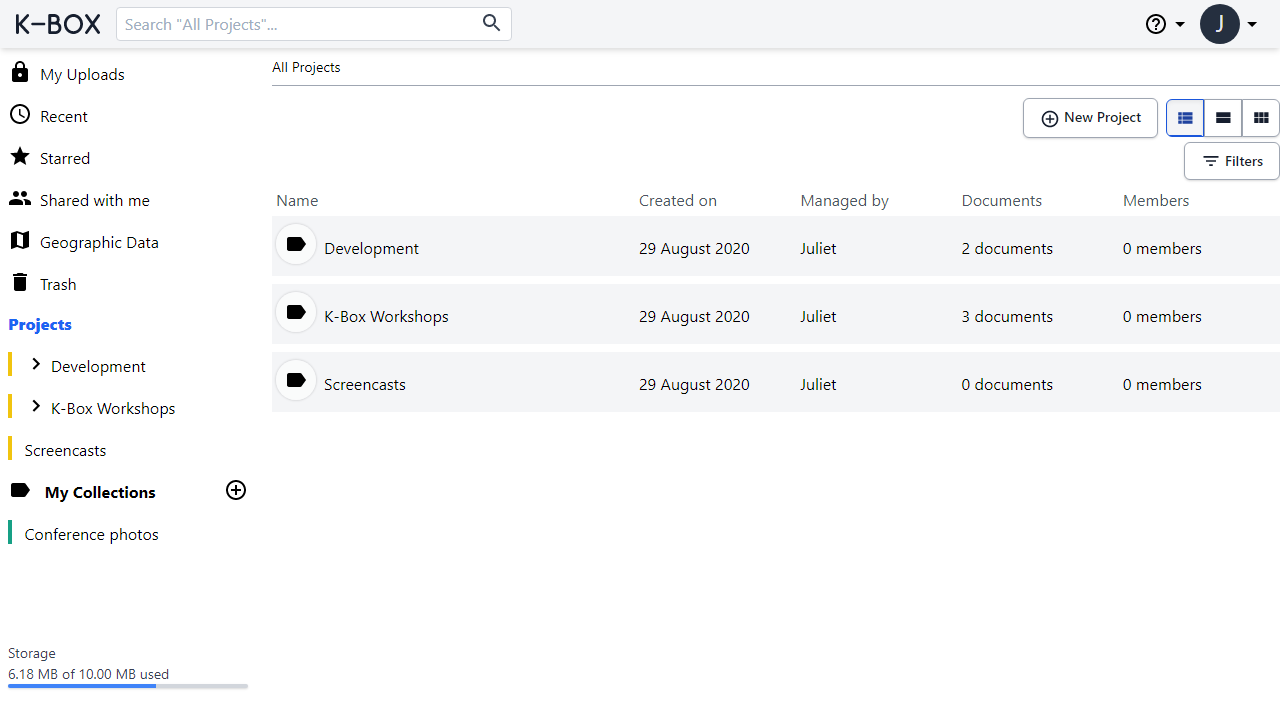 K-BOX
Search "All Projects"...
J
My Uploads
Recent
Starred
Shared with me
Geographic Data
Trash
Projects
Development
K-Box Workshops
Screencasts
My Collections
Conference photos
Storage
6.18 MB of 10.00 MB used
All Projects
New Project
Filters
Name Created on Managed by Documents Members
Development 29 August 2020 Juliet 2 documents 0 members
K-Box Workshops 29 August 2020 Juliet 3 documents 0 members
Screencasts 29 August 2020 Juliet 0 documents 0 members